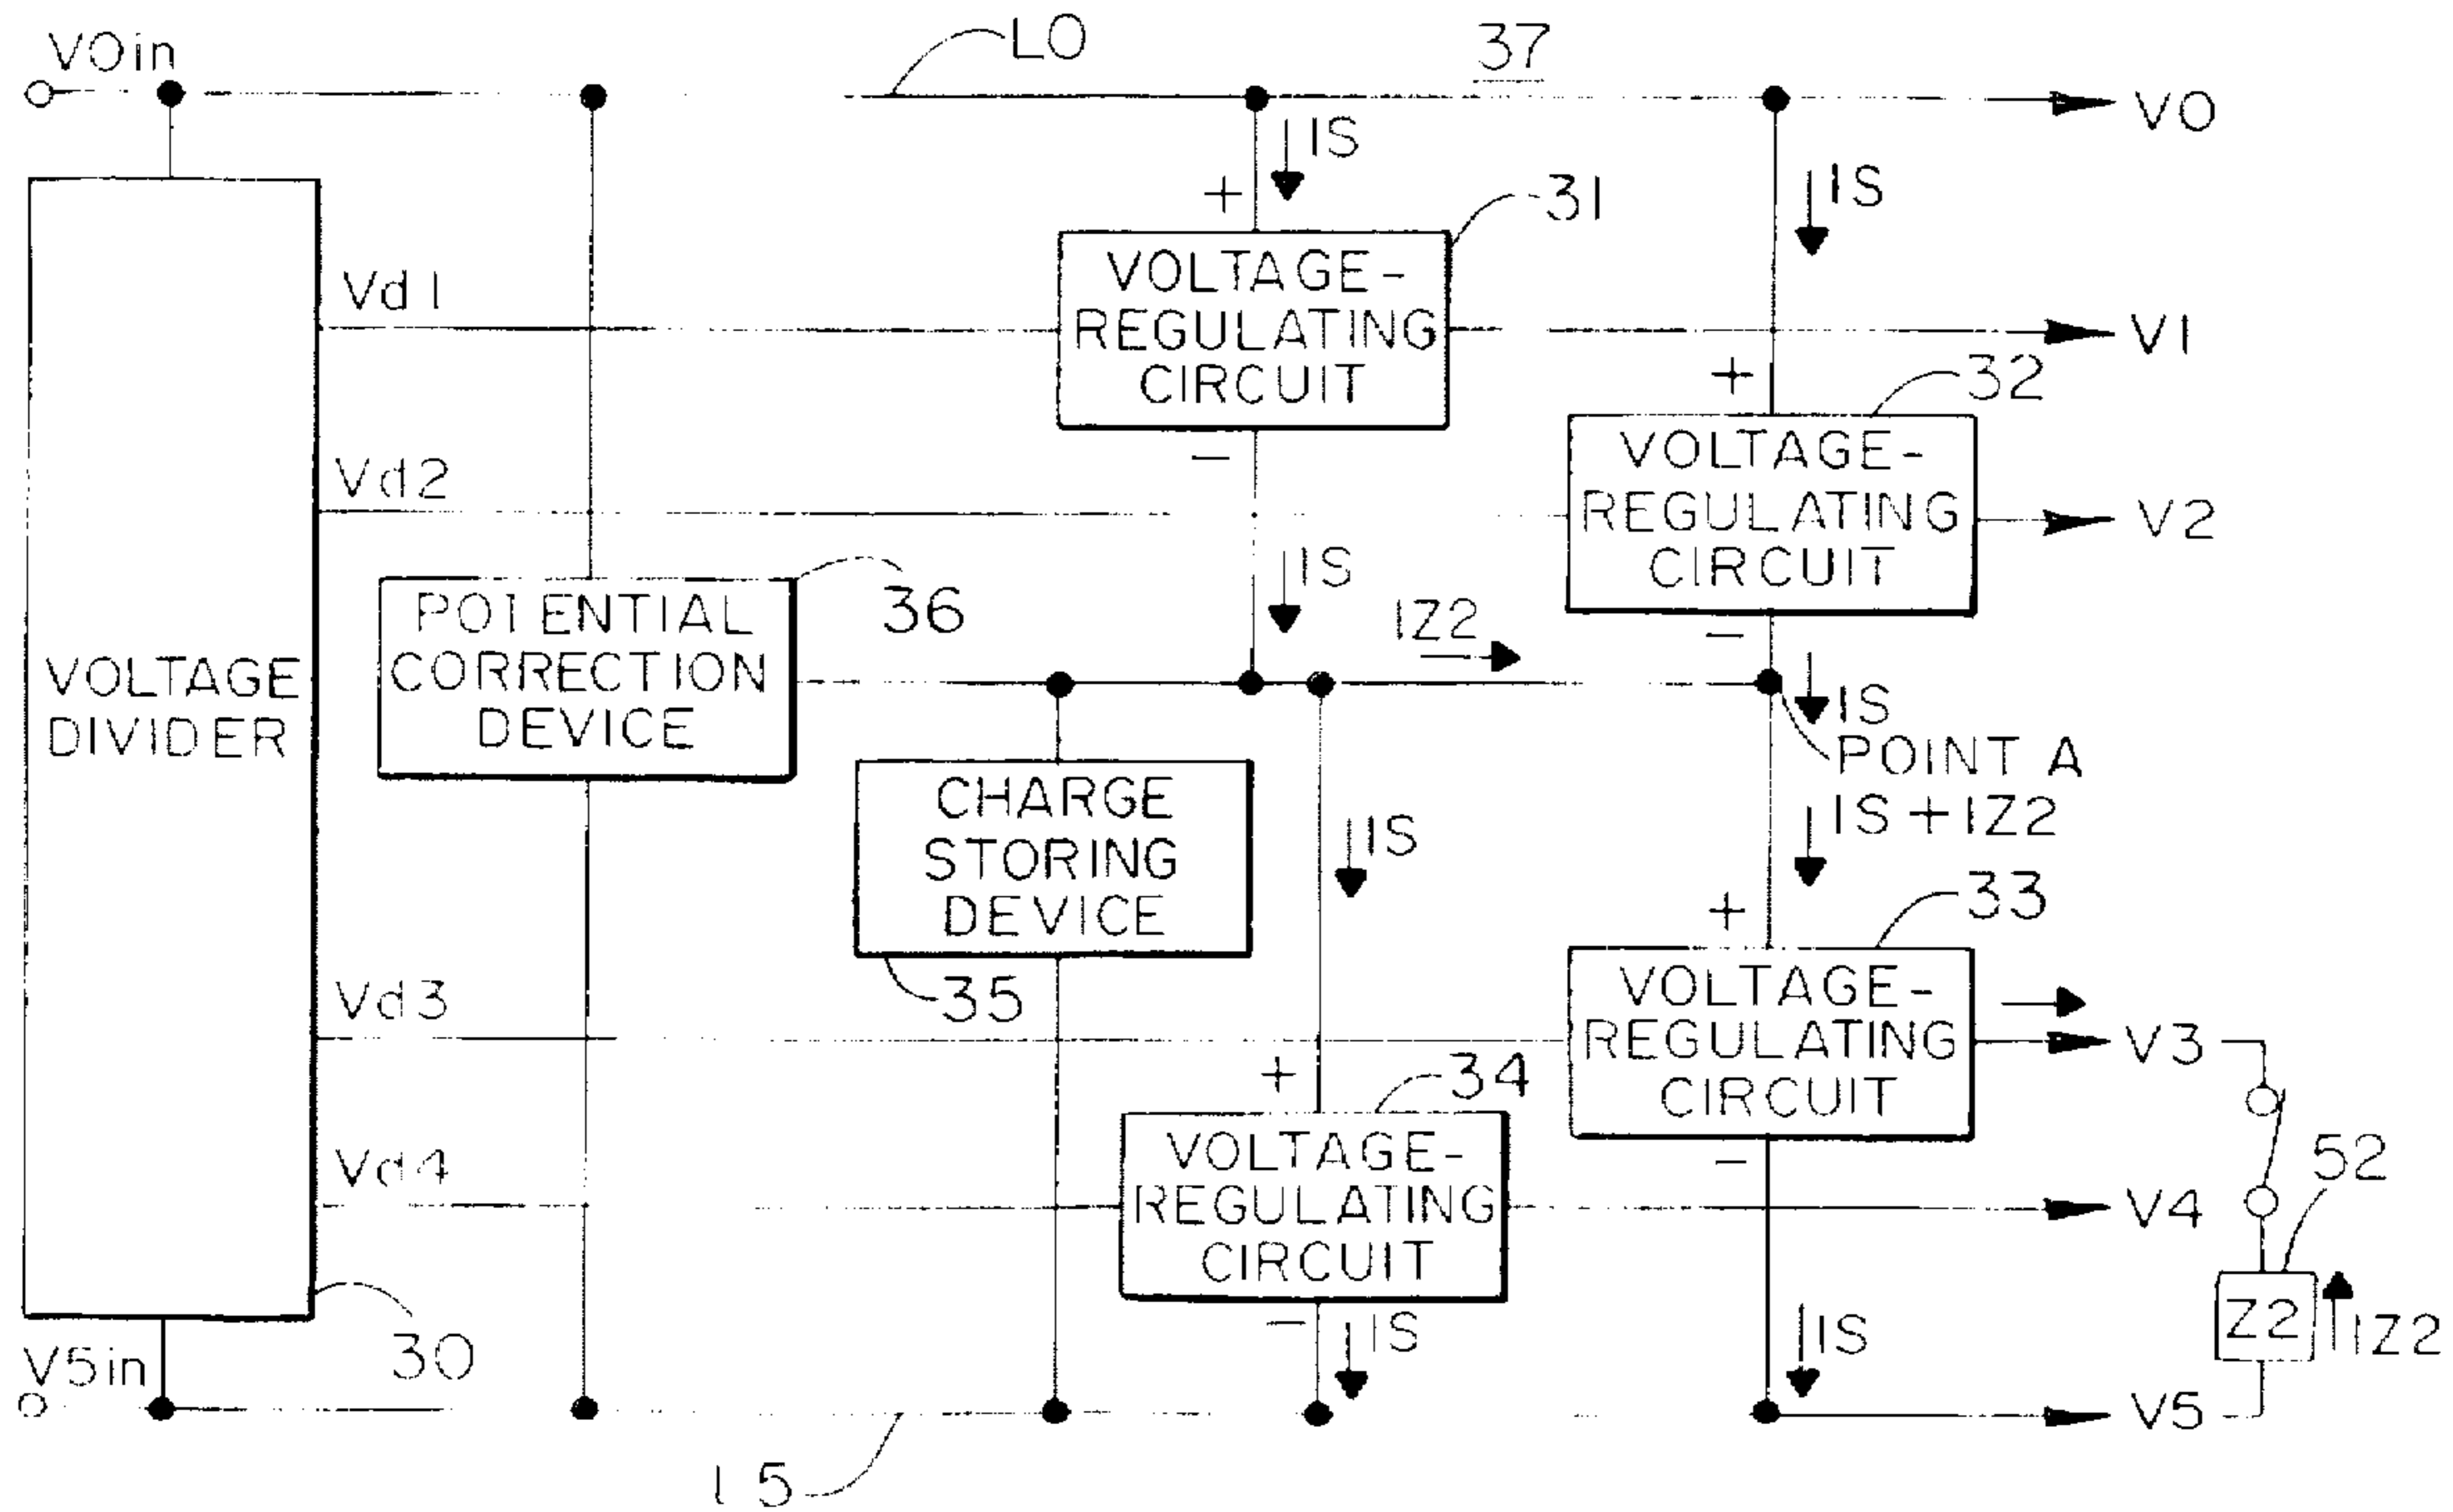 V0in
L0
37
V0
IS
IS
+
31
VOLTAGE-
REGULATING
CIRCUIT
-
Vd1
V1
+
32
VOLTAGE-
REGULATING
CIRCUIT
-
Vd2
V2
IS
36
POTENTIAL
CORRECTION
DEVICE
IZ2
VOLTAGE
DIVIDER
IS
POINT A
IS+IZ2
CHARGE
STORING
DEVICE
35
IS
+
33
VOLTAGE-
REGULATING
CIRCUIT
-
Vd3
V3
+
34
VOLTAGE-
REGULATING
CIRCUIT
-
Vd4
V4
52
Z2
IZ2
IS
IS
30
V5in
V5
L5